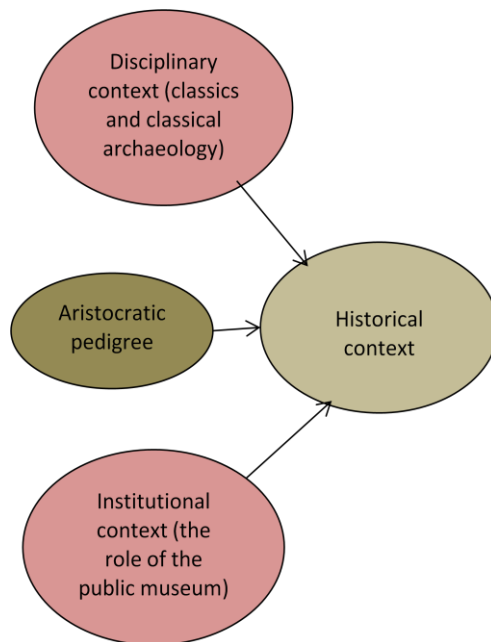 Disciplinary
context (classics
and classical
archaeology)
Aristocratic
pedigree
Historical
context
Institutional
context (the
role of the
public museum)